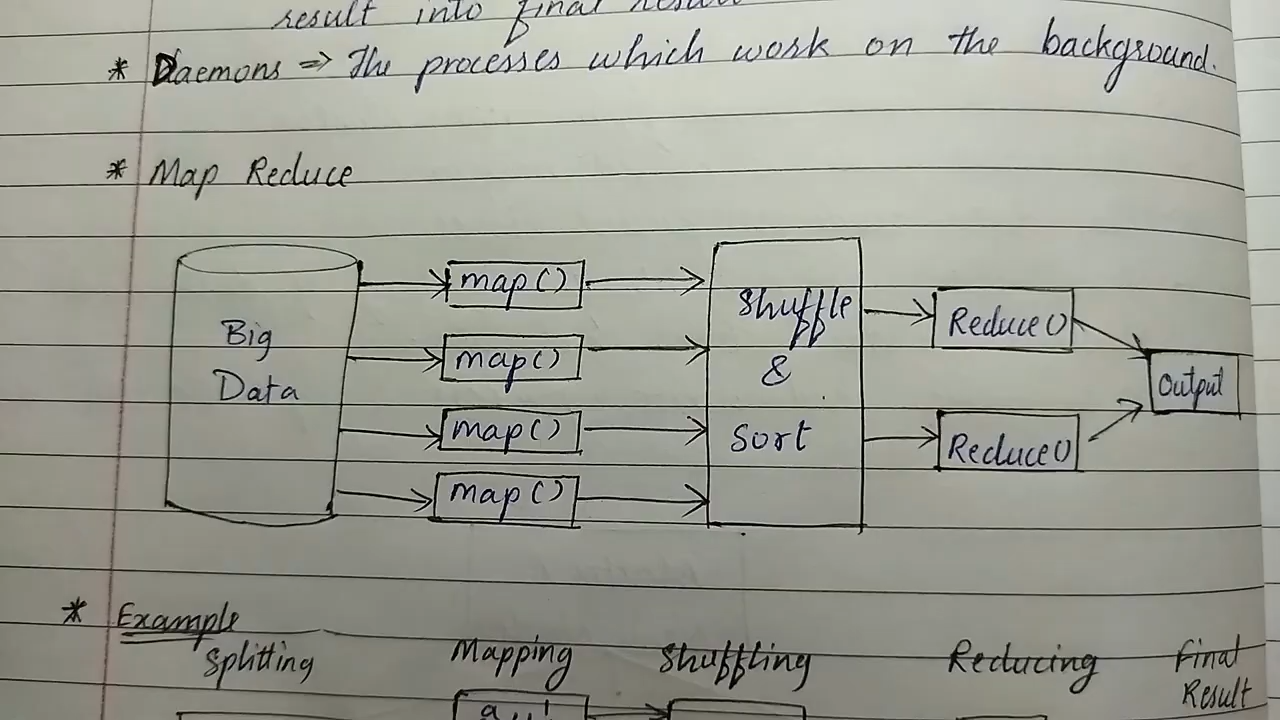 result into final result
* Daemons => The processes which work on the background.
* Map Reduce
Big
Data
map()
map()
map()
map()
Shuffle
&
Sort
Reduce()
Reduce()
Output
* Example
Splitting Mapping Shuffling Reducing Final
Result